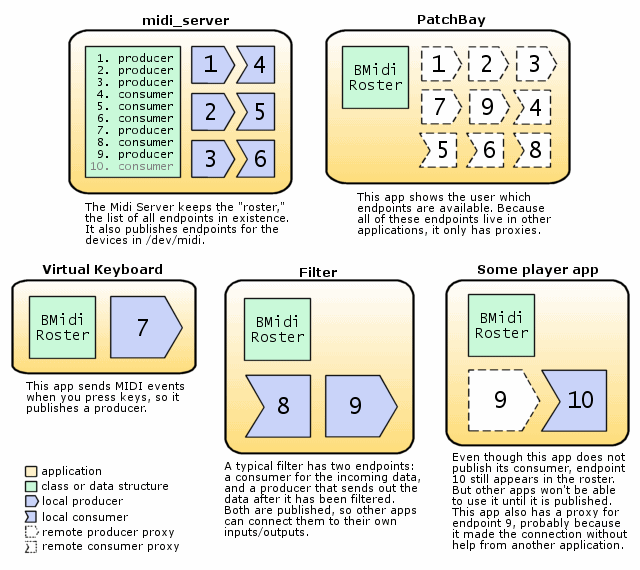 midi_server
1. producer
2. producer
3. producer
4. consumer
5. consumer
6. consumer
7. producer
8. consumer
9. producer
10. consumer
1
4
2
5
3
6
The Midi Server keeps the "roster,"
the list of all endpoints in existence.
It also publishes endpoints for the
devices in /dev/midi.
PatchBay
BMidi
Roster
1
2
3
7
9
4
5
6
8
This app shows the user which
endpoints are available. Because
all of these endpoints live in other
applications, it only has proxies.
Virtual Keyboard
BMidi
Roster
7
This app sends MIDI events
when you press keys, so it
publishes a producer.
Filter
BMidi
Roster
8
9
A typical filter has two endpoints:
a consumer for the incoming data,
and a producer that sends out the
data after it has been filtered.
Both are published, so other apps
can connect them to their own
inputs/outputs.
Some player app
BMidi
Roster
9
10
Even though this app does not
publish its consumer, endpoint
10 still appears in the roster.
But other apps won't be able
to use it until it is published.
This app also has a proxy for
endpoint 9, probably because
it made the connection without
help from another application.
application
class or data structure
local producer
local consumer
remote producer proxy
remote consumer proxy